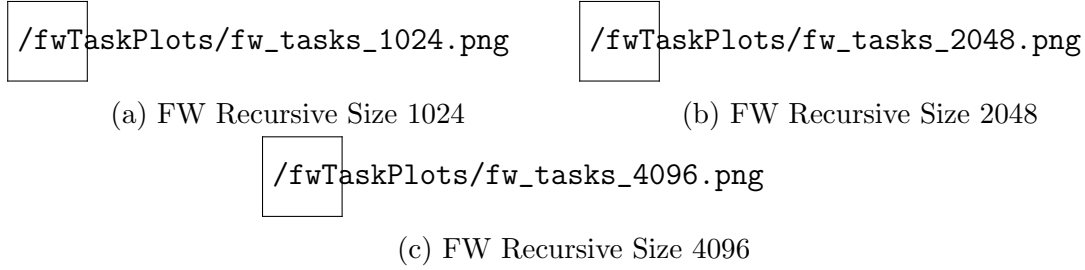 /fwTaskPlots/fw_tasks_1024.png /fwTaskPlots/fw_tasks_2048.png
(a) FW Recursive Size 1024 (b) FW Recursive Size 2048
/fwTaskPlots/fw_tasks_4096.png
(c) FW Recursive Size 4096